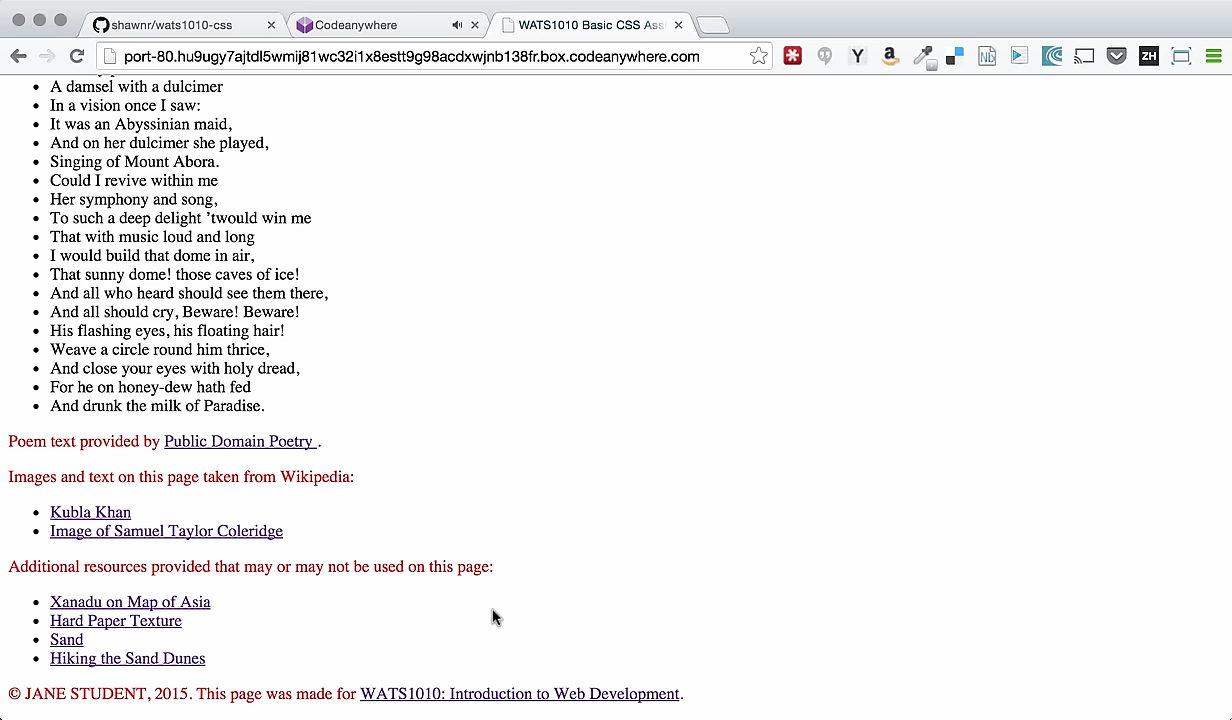 shawnr/wats1010-css
Codeanywhere
WATS1010 Basic CSS Ass
port-80.hu9ugy7ajtdl5wmij81wc32i1x8estt9g98acdxwjnb138fr.box.codeanywhere.com
A damsel with a dulcimer
In a vision once I saw:
It was an Abyssinian maid,
And on her dulcimer she played,
Singing of Mount Abora.
Could I revive within me
Her symphony and song,
To such a deep delight ’twould win me
That with music loud and long
I would build that dome in air,
That sunny dome! those caves of ice!
And all who heard should see them there,
And all should cry, Beware! Beware!
His flashing eyes, his floating hair!
Weave a circle round him thrice,
And close your eyes with holy dread,
For he on honey-dew hath fed
And drunk the milk of Paradise.
Poem text provided by Public Domain Poetry .
Images and text on this page taken from Wikipedia:
Kubla Khan
Image of Samuel Taylor Coleridge
Additional resources provided that may or may not be used on this page:
Xanadu on Map of Asia
Hard Paper Texture
Sand
Hiking the Sand Dunes
© JANE STUDENT, 2015. This page was made for WATS1010: Introduction to Web Development.